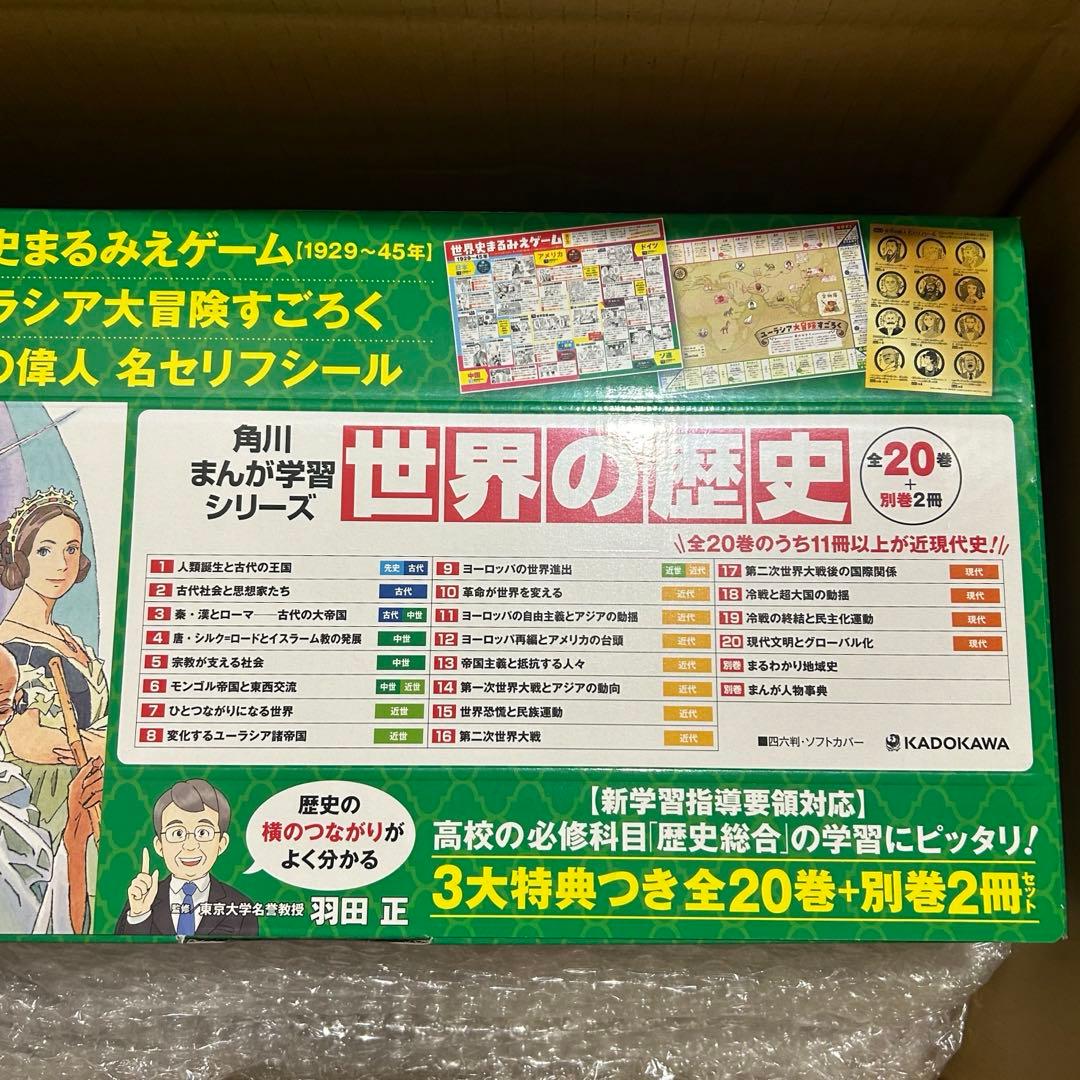 史まるみえゲーム【1929～45年】
ラシア大冒険すごろく
の偉人 名セリフシール
世界史まるみえゲーム
1929～45年
日本
アメリカ
ドイツ
中国
ソ連
ユーラシア大冒険すごろく
角川
まんが学習
シリーズ
世界の歴史
全20巻
+
別巻2冊
\\全20巻のうち11冊以上が近現代史!//
1 人類誕生と古代の王国 先史 古代
2 古代社会と思想家たち 古代
3 秦・漢とローマ 古代の大帝国 古代 中世
4 唐・シルク=ロードとイスラーム教の発展 中世
5 宗教が支える社会 中世
6 モンゴル帝国と東西交流 中世 近世
7 ひとつながりになる世界 近世
8 変化するユーラシア諸帝国 近世
9 ヨーロッパの世界進出 近世 近代
10 革命が世界を変える 近代
11 ヨーロッパの自由主義とアジアの動揺 近代
12 ヨーロッパ再編とアメリカの台頭 近代
13 帝国主義と抵抗する人々 近代
14 第一次世界大戦とアジアの動向 近代
15 世界恐慌と民族運動 近代
16 第二次世界大戦 近代
17 第二次世界大戦後の国際関係 現代
18 冷戦と超大国の動揺 現代
19 冷戦の終結と民主化運動 現代
20 現代文明とグローバル化 現代
別巻 まるわかり地域史
別巻 まんが人物事典
■四六判・ソフトカバー KADOKAWA
歴史の
横のつながりが
よく分かる
監修/東京大学名誉教授 羽田 正
【新学習指導要領対応】
高校の必修科目「歴史総合」の学習にピッタリ!
3大特典つき全20巻+別巻2冊セット